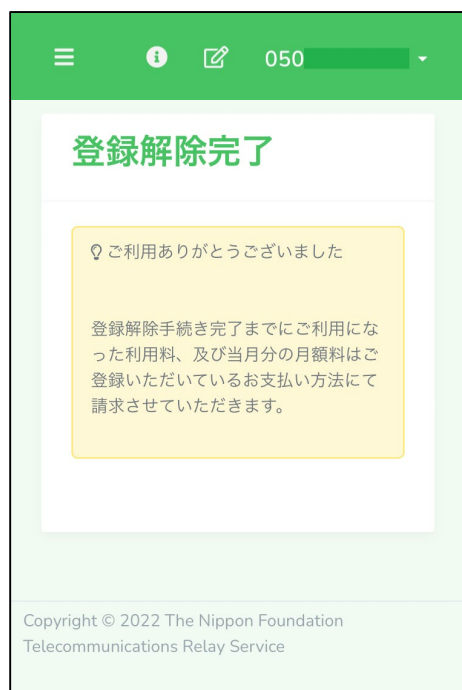 050
登録解除完了
ご利用ありがとうございました
登録解除手続き完了までにご利用にな
った利用料、及び当月分の月額料はご
登録いただいているお支払い方法にて
請求させていただきます。
Copyright © 2022 The Nippon Foundation
Telecommunications Relay Service